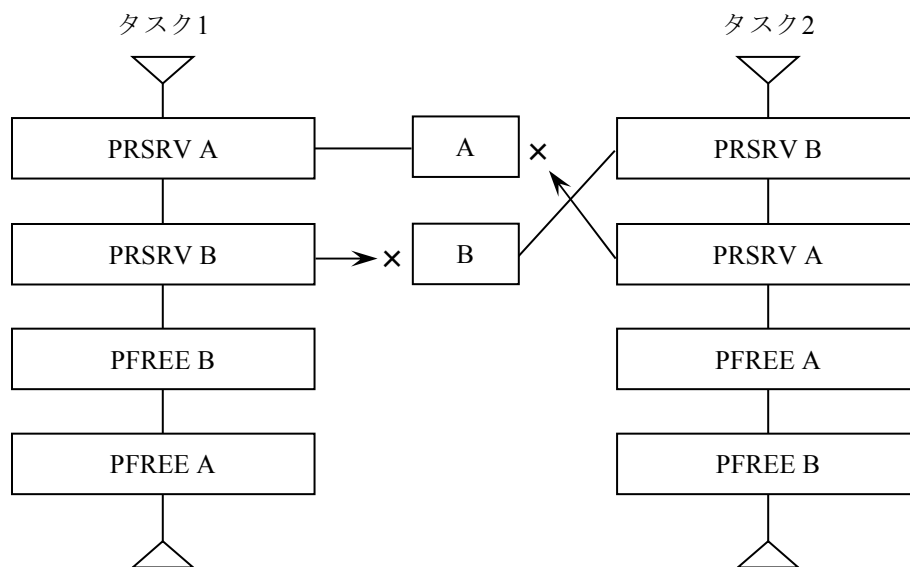 タスク1
タスク2
PRSRV A
A
×
PRSRV B
PRSRV B
×
B
PRSRV A
PFREE B
PFREE A
PFREE A
PFREE B